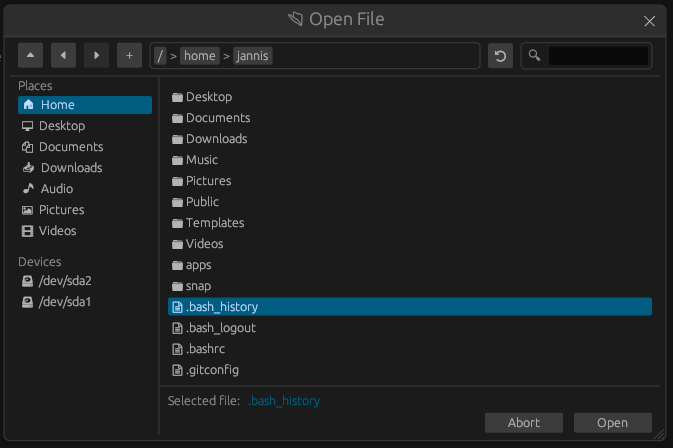 Open File
/ > home > jannis
Places
Home
Desktop
Documents
Downloads
Audio
Pictures
Videos
Devices
/dev/sda2
/dev/sda1
Desktop
Documents
Downloads
Music
Pictures
Public
Templates
Videos
apps
snap
.bash_history
.bash_logout
.bashrc
.gitconfig
Selected file: .bash_history
Abort
Open